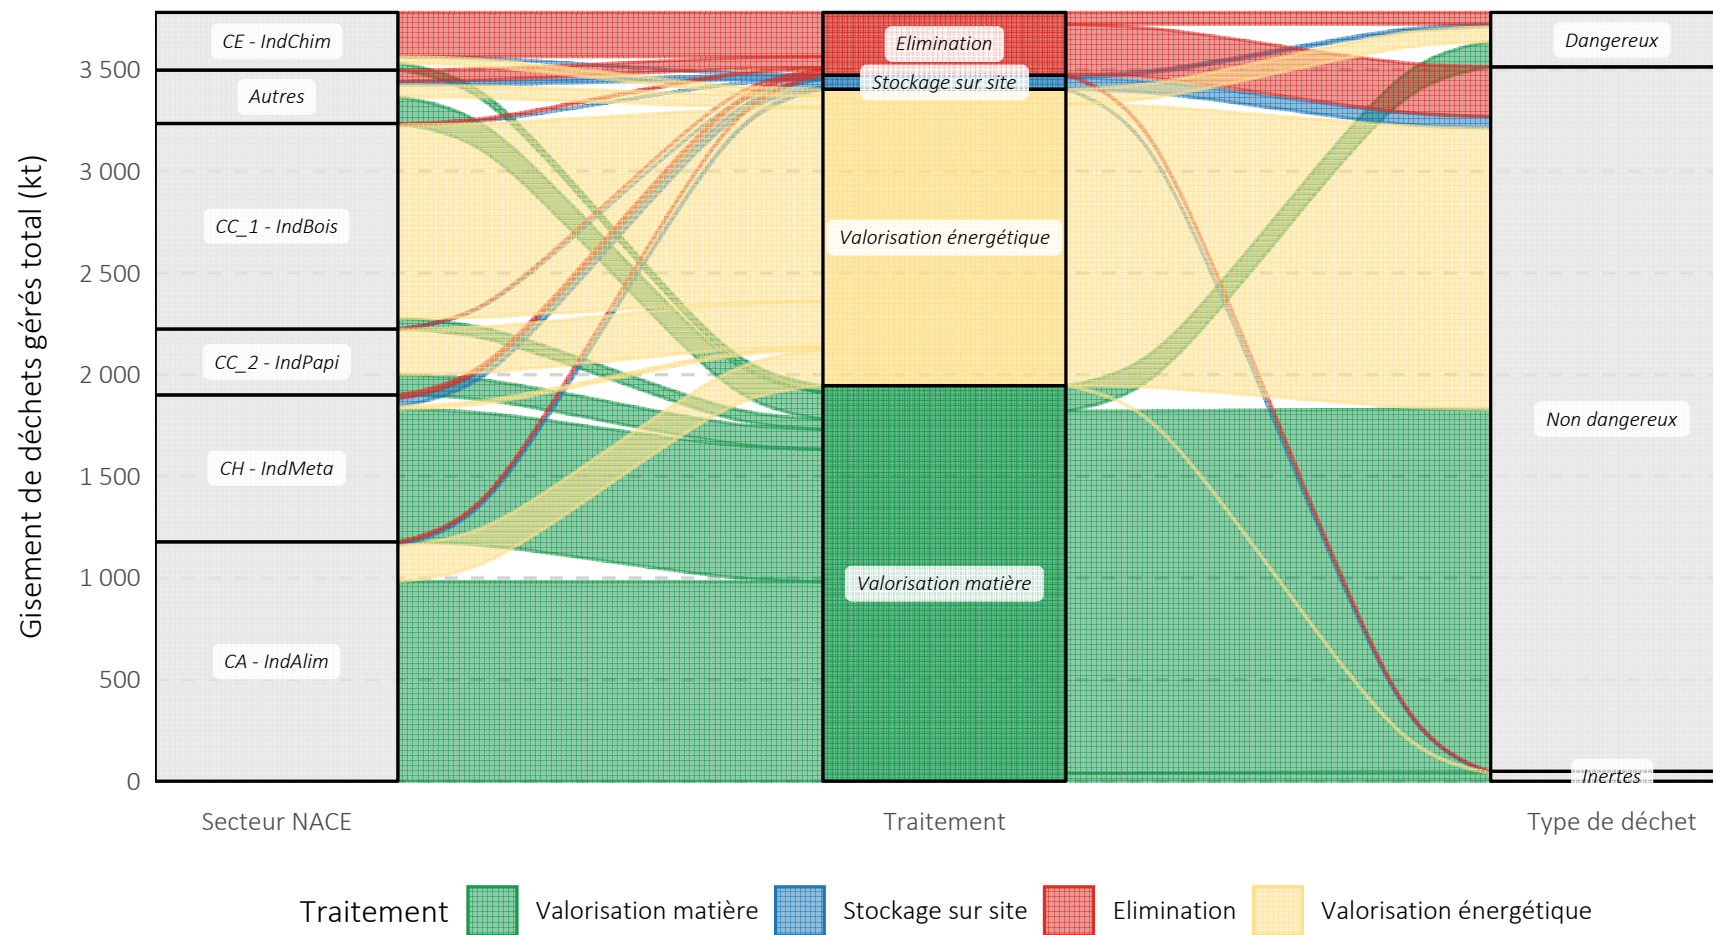 Gisement de déchets gérés total (kt)
3 500
3 000
2 500
2 000
1 500
1 000
500
0
CE - IndChim
Autres
CC_1 - IndBois
CC_2 - IndPapi
CH - IndMeta
CA - IndAlim
Elimination
Stockage sur site
Valorisation énergétique
Valorisation matière
Dangereux
Non dangereux
Inertes
Secteur NACE
Traitement
Type de déchet
Traitement Valorisation matière Stockage sur site Elimination Valorisation énergétique